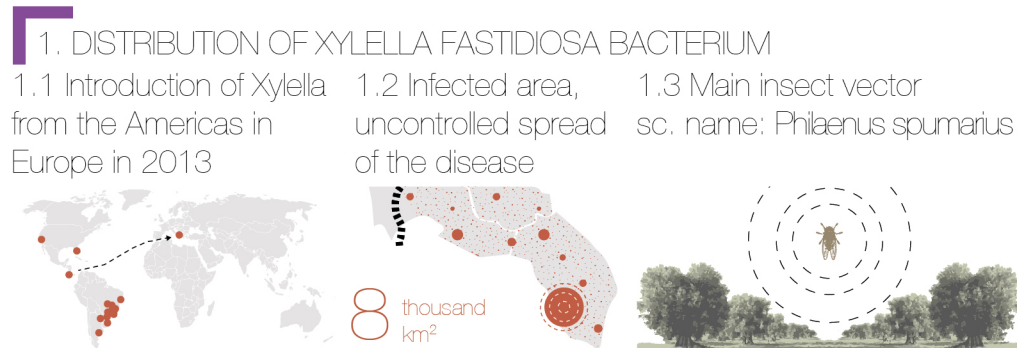 1. DISTRIBUTION OF XYLELLA FASTIDIOSA BACTERIUM
1.1 Introduction of Xylella
from the Americas in
Europe in 2013
1.2 Infected area,
uncontrolled spread
of the disease
8 thousand
km²
1.3 Main insect vector
sc. name: Philaenus spumarius